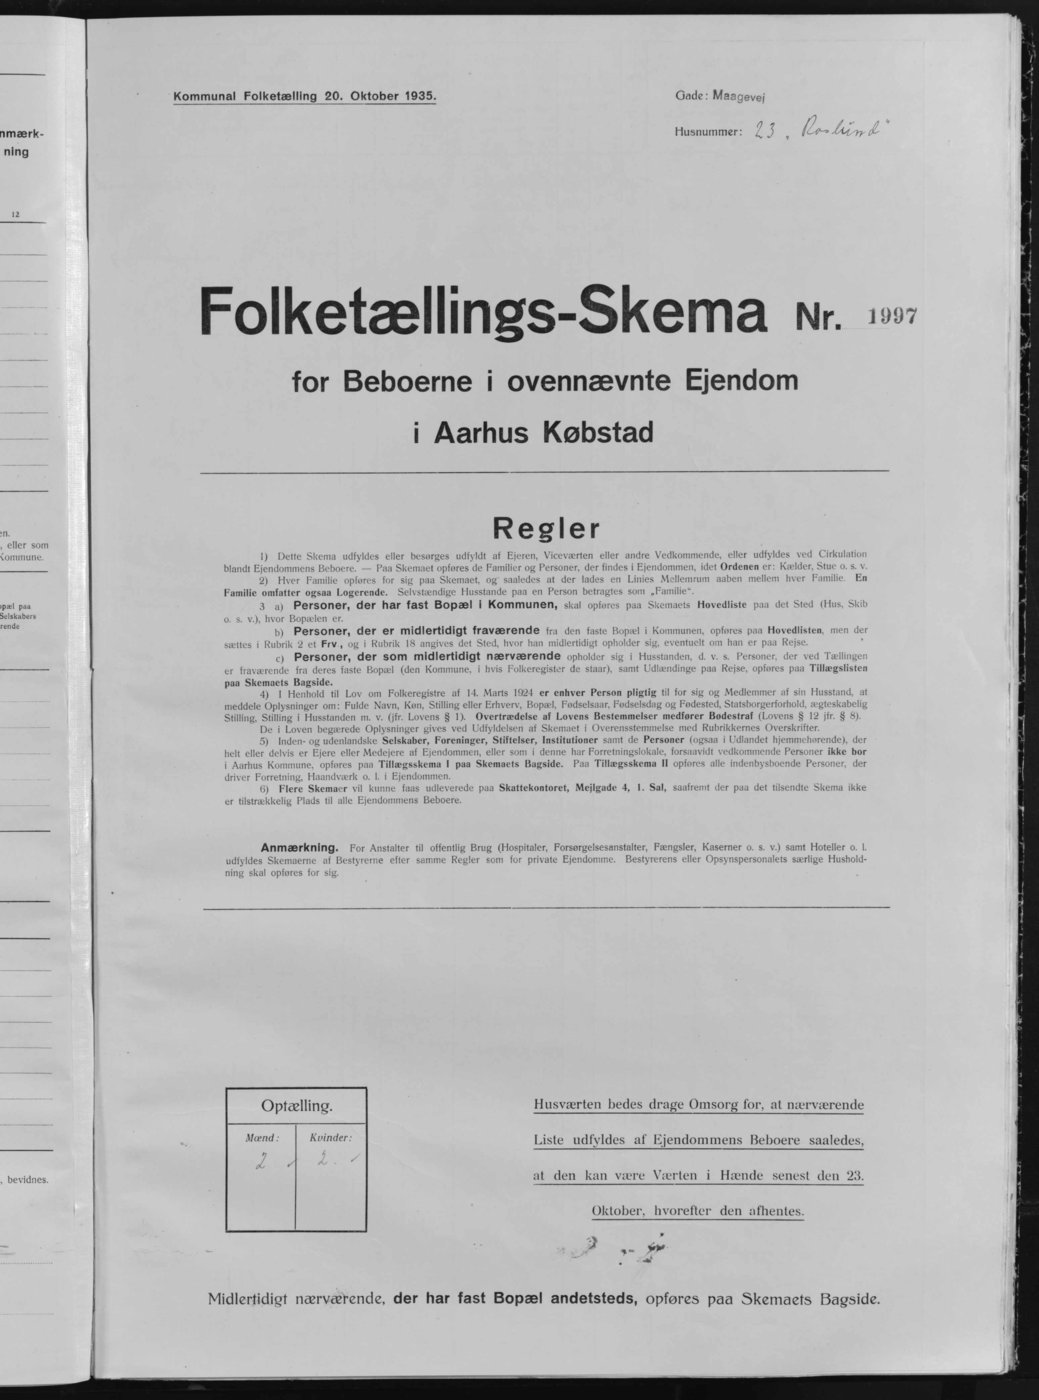 nmærk-
ning
12
en.
, eller som
Kommune.
opæl paa
Selskabers
rende
, bevidnes.
Kommunal Folketælling 20. Oktober 1935.
Gade: Maagevej
Husnummer: 23 „Roslund“
Folketællings-Skema Nr. 1997
for Beboerne i ovennævnte Ejendom
i Aarhus Købstad
Regler
1) Dette Skema udfyldes eller besørges udfyldt af Ejeren, Viceværten eller andre Vedkommende, eller udfyldes ved Cirkulation
blandt Ejendommens Beboere. — Paa Skemaet opføres de Familier og Personer, der findes i Ejendommen, idet Ordenen er: Kælder, Stue o. s. v.
2) Hver Familie opføres for sig paa Skemaet, og saaledes at der lades en Linies Mellemrum aaben mellem hver Familie. En
Familie omfatter ogsaa Logerende. Selvstændige Husstande paa en Person betragtes som „Familie“.
3 a) Personer, der har fast Bopæl i Kommunen, skal opføres paa Skemaets Hovedliste paa det Sted (Hus, Skib
o. s. v.), hvor Bopælen er.
b) Personer, der er midlertidigt fraværende fra den faste Bopæl i Kommunen, opføres paa Hovedlisten, men der
sættes i Rubrik 2 et Frv., og i Rubrik 18 angives det Sted, hvor han midlertidigt opholder sig, eventuelt om han er paa Rejse.
c) Personer, der som midlertidigt nærværende opholder sig i Husstanden, d. v. s. Personer, der ved Tællingen
er fraværende fra deres faste Bopæl (den Kommune, i hvis Folkeregister de staar), samt Udlændinge paa Rejse, opføres paa Tillægslisten
paa Skemaets Bagside.
4) I Henhold til Lov om Folkeregistre af 14. Marts 1924 er enhver Person pligtig til for sig og Medlemmer af sin Husstand, at
meddele Oplysninger om: Fulde Navn, Køn, Stilling eller Erhverv, Bopæl, Fødselsaar, Fødselsdag og Fødested, Statsborgerforhold, ægteskabelig
Stilling, Stilling i Husstanden m. v. (jfr. Lovens § 1). Overtrædelse af Lovens Bestemmelser medfører Bødestraf (Lovens § 12 jfr. § 8).
De i Loven begærede Oplysninger gives ved Udfyldelsen af Skemaet i Overensstemmelse med Rubrikkernes Overskrifter.
5) Inden- og udenlandske Selskaber, Foreninger, Stiftelser, Institutioner samt de Personer (ogsaa i Udlandet hjemmehørende), der
helt eller delvis er Ejere eller Medejere af Ejendommen, eller som i denne har Forretningslokale, forsaavidt vedkommende Personer ikke bor
i Aarhus Kommune, opføres paa Tillægsskema I paa Skemaets Bagside. Paa Tillægsskema II opføres alle indenbysboende Personer, der
driver Forretning, Haandværk o. l. i Ejendommen.
6) Flere Skemaer vil kunne faas udleverede paa Skattekontoret, Mejlgade 4, 1. Sal, saafremt der paa det tilsendte Skema ikke
er tilstrækkelig Plads til alle Ejendommens Beboere.
Anmærkning. For Anstalter til offentlig Brug (Hospitaler, Forsørgelsesanstalter, Fængsler, Kaserner o. s. v.) samt Hoteller o. l.
udfyldes Skemaerne af Bestyrerne efter samme Regler som for private Ejendomme. Bestyrerens eller Opsynspersonalets særlige Hushold-
ning skal opføres for sig.
Optælling.
Mænd: Kvinder:
2 ✓ 2. ✓
Husværten bedes drage Omsorg for, at nærværende
Liste udfyldes af Ejendommens Beboere saaledes,
at den kan være Værten i Hænde senest den 23.
Oktober, hvorefter den afhentes.
Midlertidigt nærværende, der har fast Bopæl andetsteds, opføres paa Skemaets Bagside.